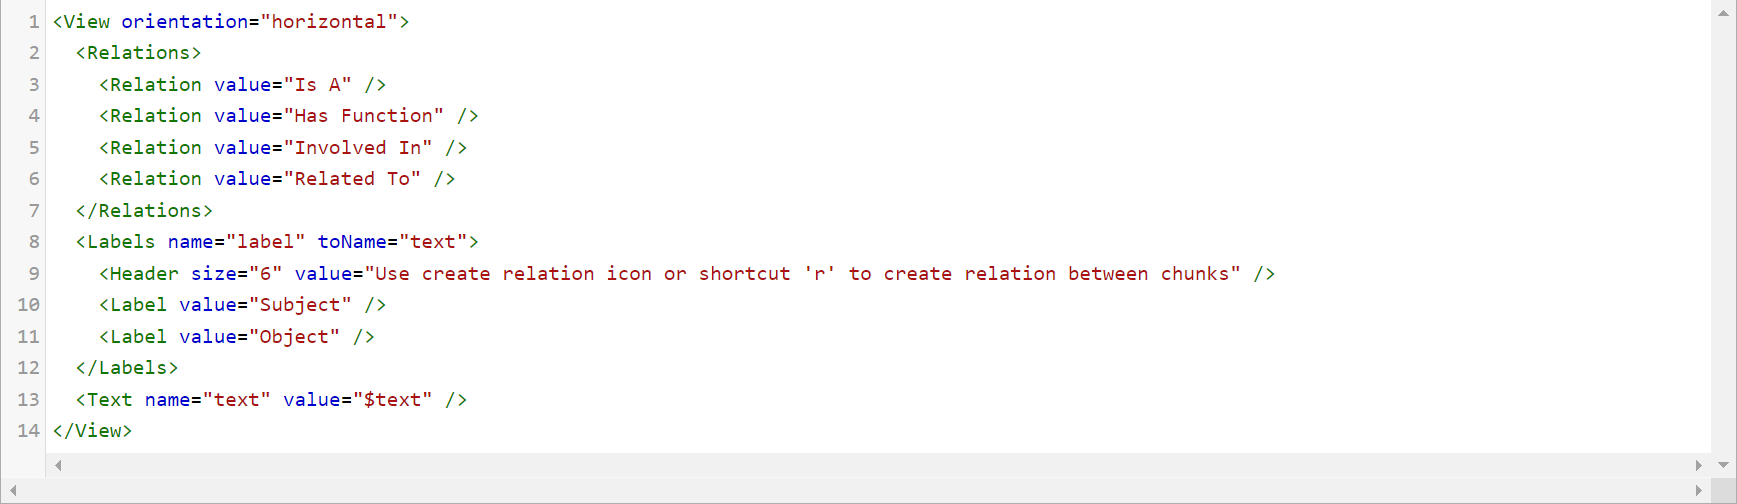 1 <View orientation="horizontal">
2   <Relations>
3     <Relation value="Is A" />
4     <Relation value="Has Function" />
5     <Relation value="Involved In" />
6     <Relation value="Related To" />
7   </Relations>
8   <Labels name="label" toName="text">
9     <Header size="6" value="Use create relation icon or shortcut 'r' to create relation between chunks" />
10     <Label value="Subject" />
11     <Label value="Object" />
12   </Labels>
13   <Text name="text" value="$text" />
14 </View>